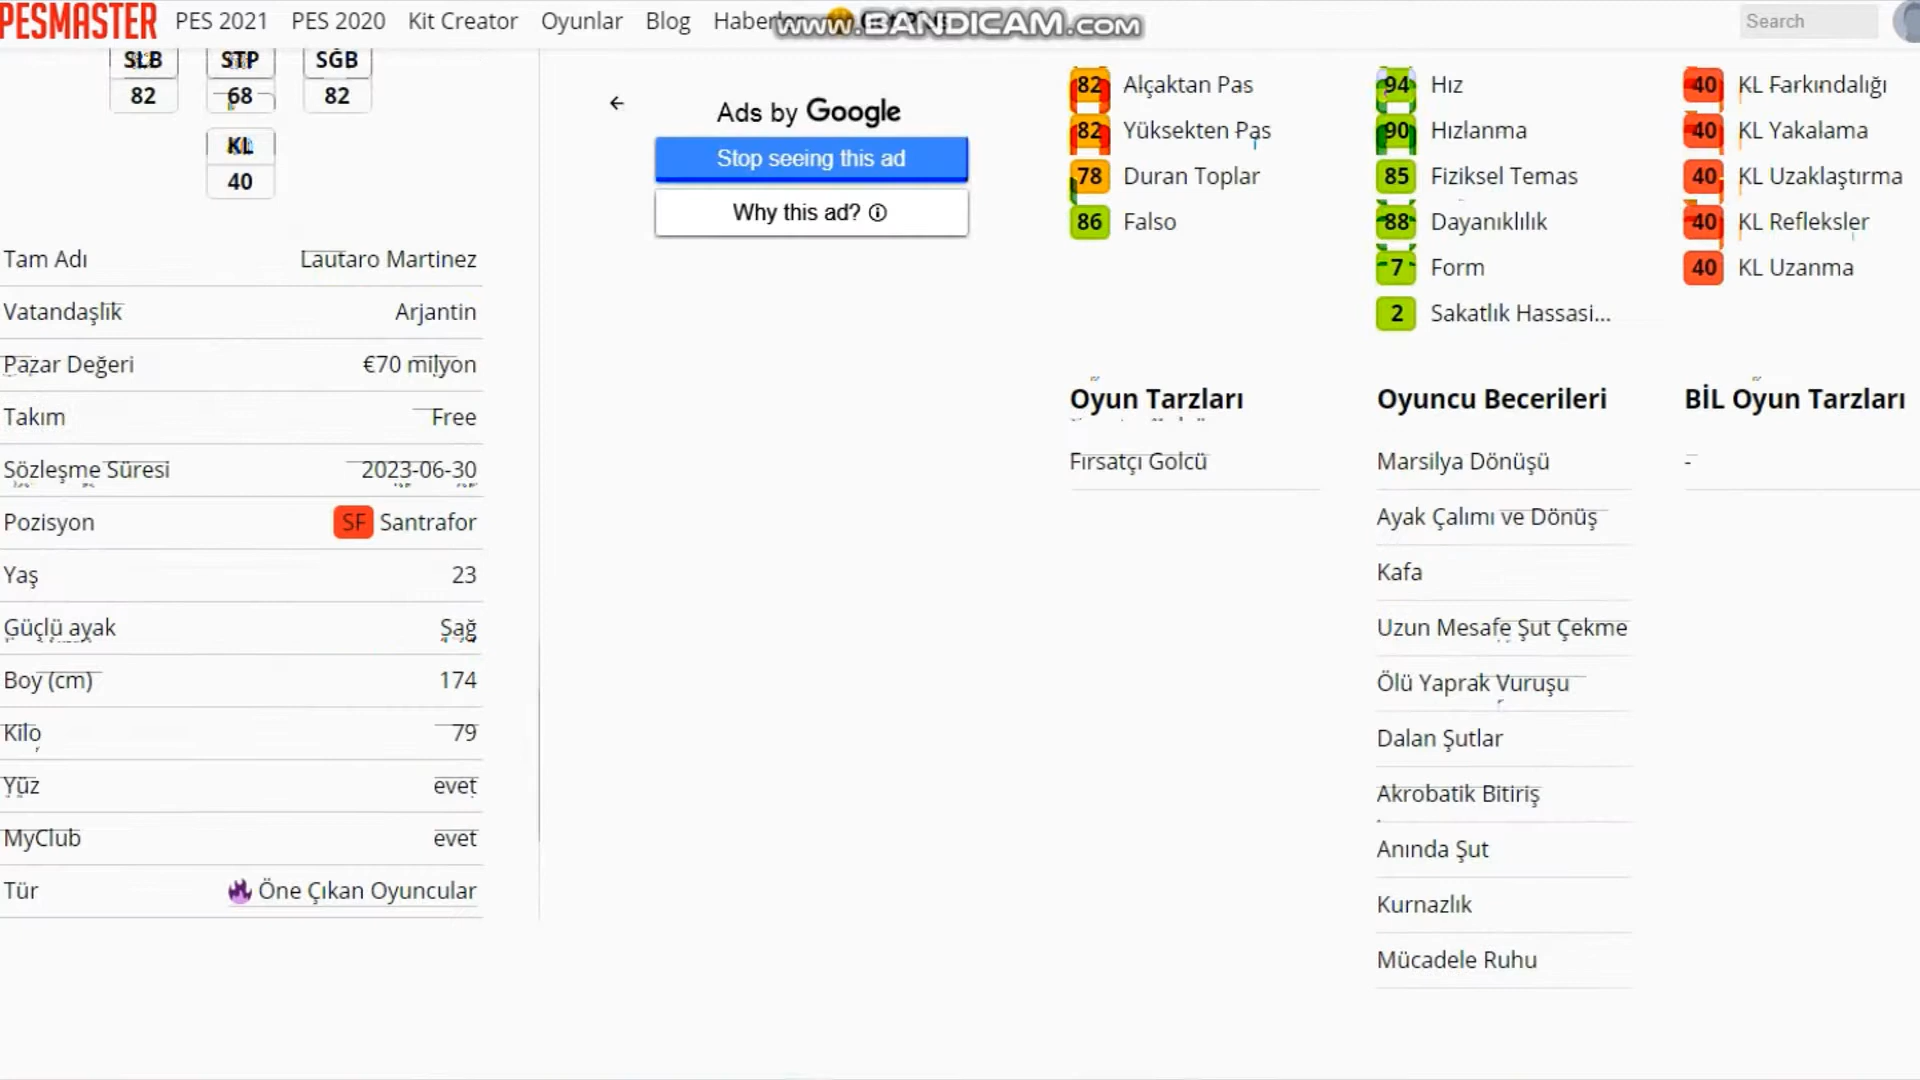 PESMASTER PES 2021 PES 2020 Kit Creator Oyunlar Blog www.BANDICAM.com Search
SLB STP SGB
82 68 82
KL
40
Tam Adı Lautaro Martinez
Vatandaşlık Arjantin
Pazar Değeri €70 milyon
Takım Free
Sözleşme Süresi 2023-06-30
Pozisyon SF Santrafor
Yaş 23
Güçlü ayak Sağ
Boy (cm) 174
Kilo 79
Yüz evet
MyClub evet
Tür Öne Çıkan Oyuncular
Ads by Google
Stop seeing this ad
Why this ad?
82 Alçaktan Pas
82 Yüksekten Pas
78 Duran Toplar
86 Falso
94 Hız
90 Hızlanma
85 Fiziksel Temas
88 Dayanıklılık
7 Form
2 Sakatlık Hassasi...
40 KL Farkındalığı
40 KL Yakalama
40 KL Uzaklaştırma
40 KL Refleksler
40 KL Uzanma
Oyun Tarzları
Fırsatçı Golcü
Oyuncu Becerileri
Marsilya Dönüşü
Ayak Çalımı ve Dönüş
Kafa
Uzun Mesafe Şut Çekme
Ölü Yaprak Vuruşu
Dalan Şutlar
Akrobatik Bitiriş
Anında Şut
Kurnazlık
Mücadele Ruhu
BİL Oyun Tarzları
-